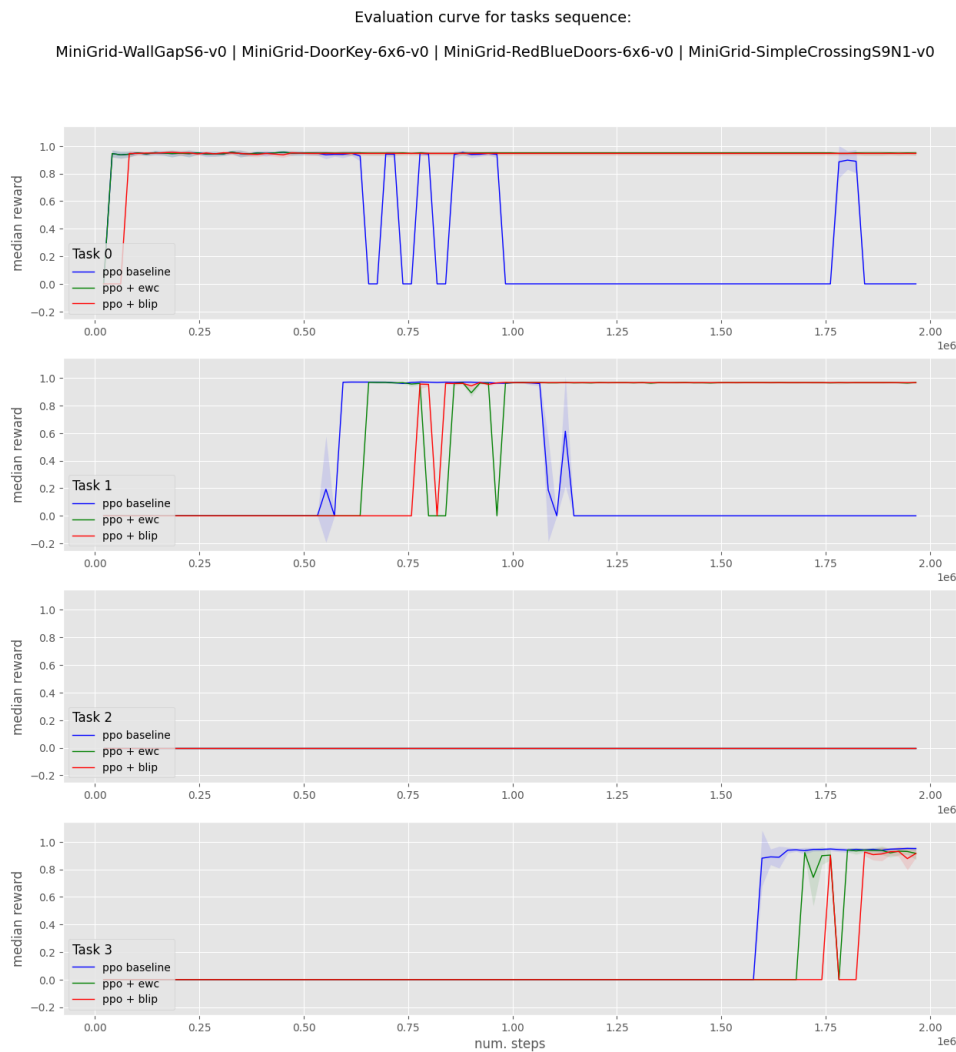 Evaluation curve for tasks sequence:
MiniGrid-WallGapS6-v0 | MiniGrid-DoorKey-6x6-v0 | MiniGrid-RedBlueDoors-6x6-v0 | MiniGrid-SimpleCrossingS9N1-v0
median reward
1.0
0.8
0.6
0.4
0.2
0.0
−0.2
Task 0
ppo baseline
ppo + ewc
ppo + blip
0.00 0.25 0.50 0.75 1.00 1.25 1.50 1.75 2.00
1e6
median reward
1.0
0.8
0.6
0.4
0.2
0.0
−0.2
Task 1
ppo baseline
ppo + ewc
ppo + blip
0.00 0.25 0.50 0.75 1.00 1.25 1.50 1.75 2.00
1e6
median reward
1.0
0.8
0.6
0.4
0.2
0.0
−0.2
Task 2
ppo baseline
ppo + ewc
ppo + blip
0.00 0.25 0.50 0.75 1.00 1.25 1.50 1.75 2.00
1e6
median reward
1.0
0.8
0.6
0.4
0.2
0.0
−0.2
Task 3
ppo baseline
ppo + ewc
ppo + blip
0.00 0.25 0.50 0.75 1.00 1.25 1.50 1.75 2.00
1e6
num. steps